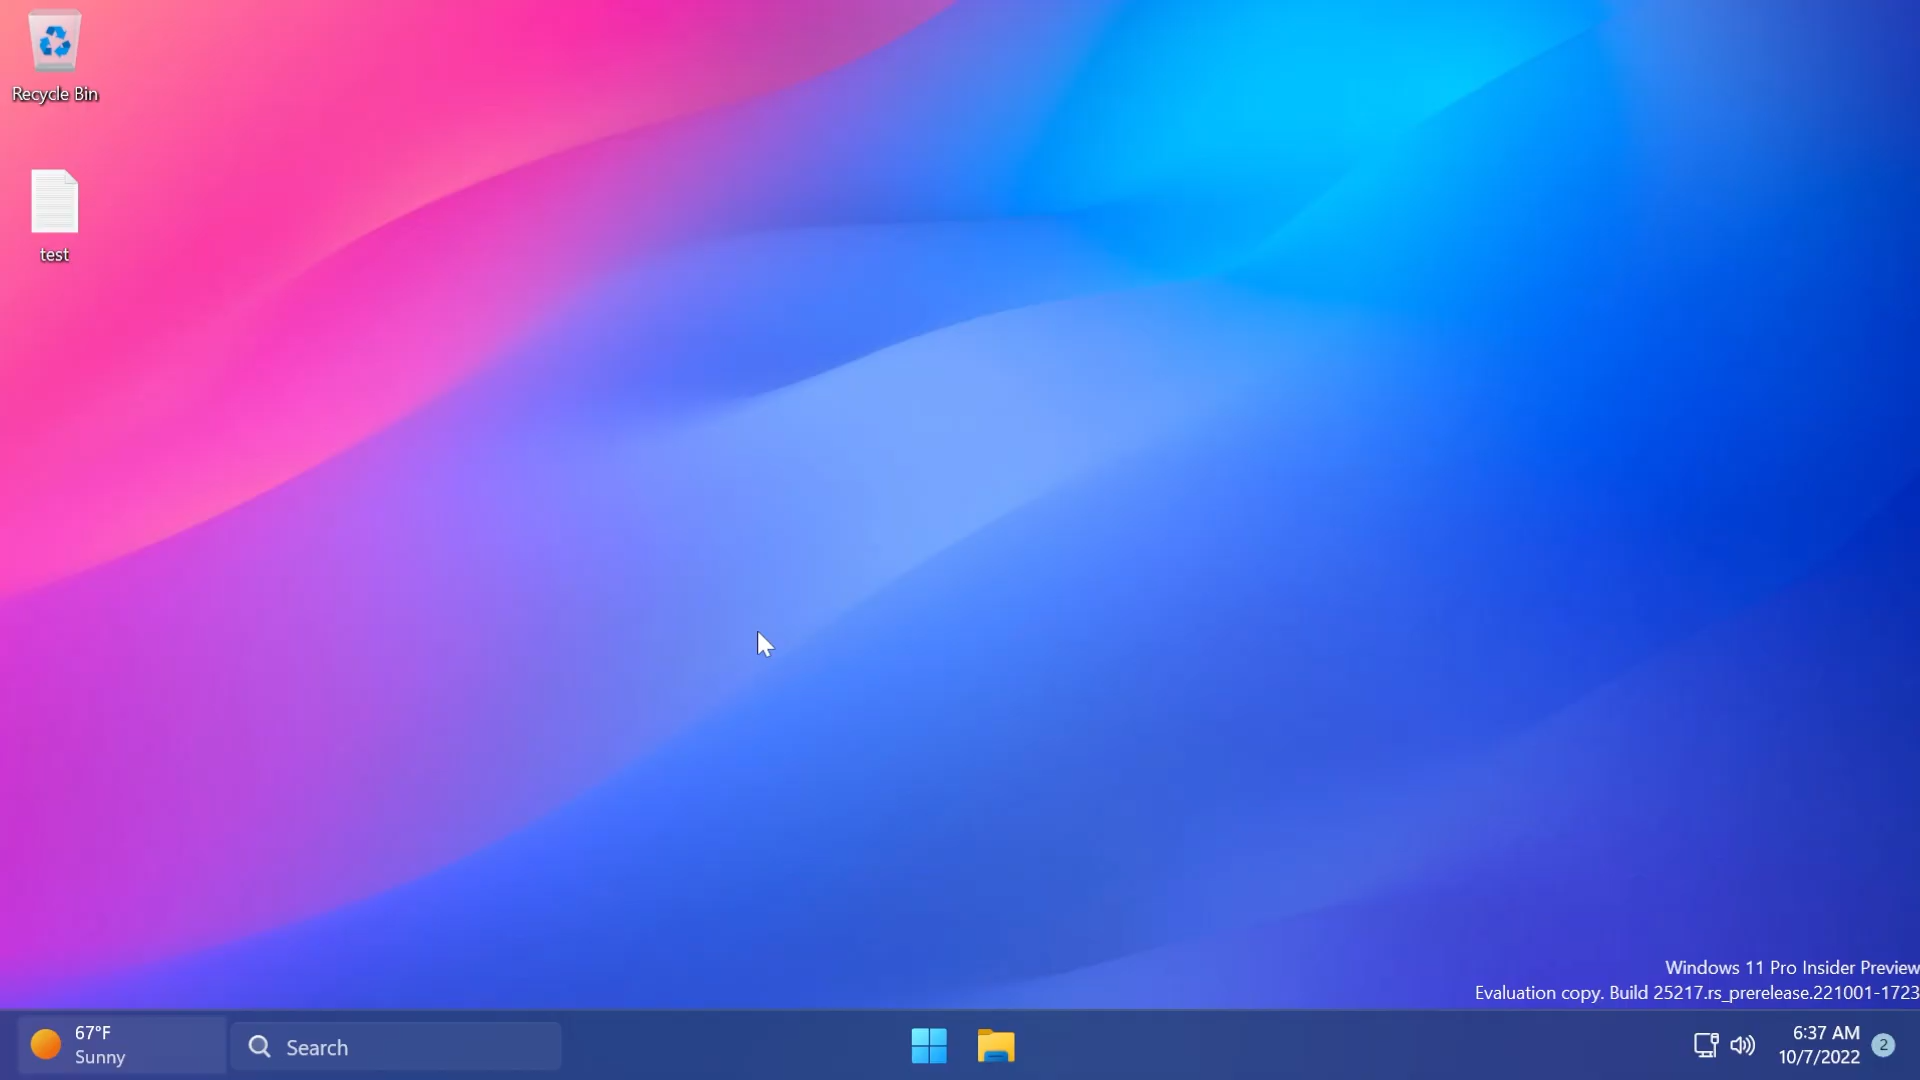 Recycle Bin
test
Windows 11 Pro Insider Preview
Evaluation copy. Build 25217.rs_prerelease.221001-1723
67°F
Sunny
Search
6:37 AM
10/7/2022
2